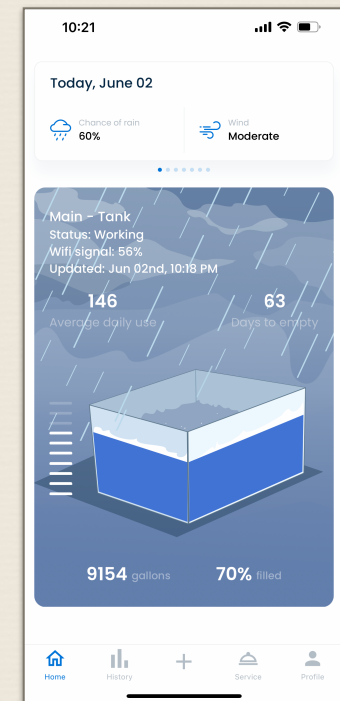 10:21
Today, June 02
Chance of rain
60%
Wind
Moderate
Main - Tank
Status: Working
Wifi signal: 56%
Updated: Jun 02nd, 10:18 PM
146
63
Average daily use
Days to empty
9154 gallons
70% filled
Home
History
Service
Profile